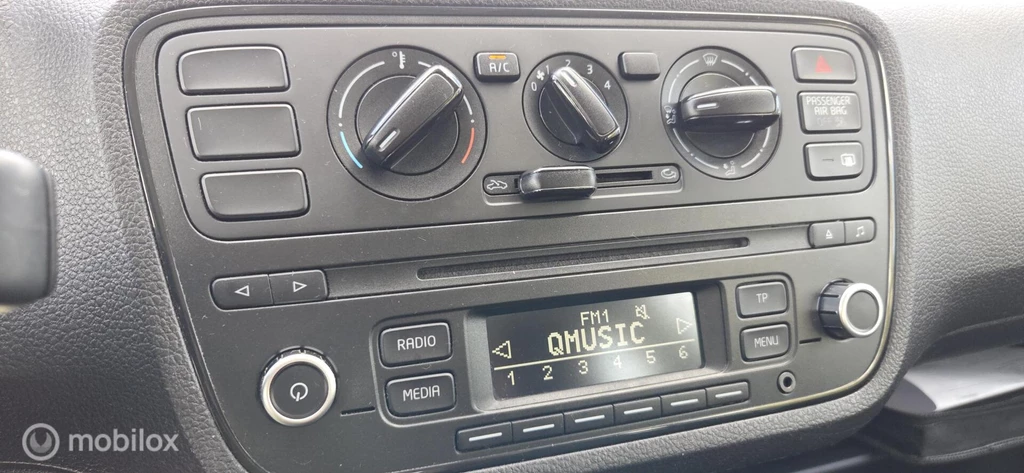 A/C
0 1 2 3 4
PASSENGER
AIR BAG
RADIO
MEDIA
FM1
QMUSIC
1 2 3 4 5 6
TP
MENU
mobilox